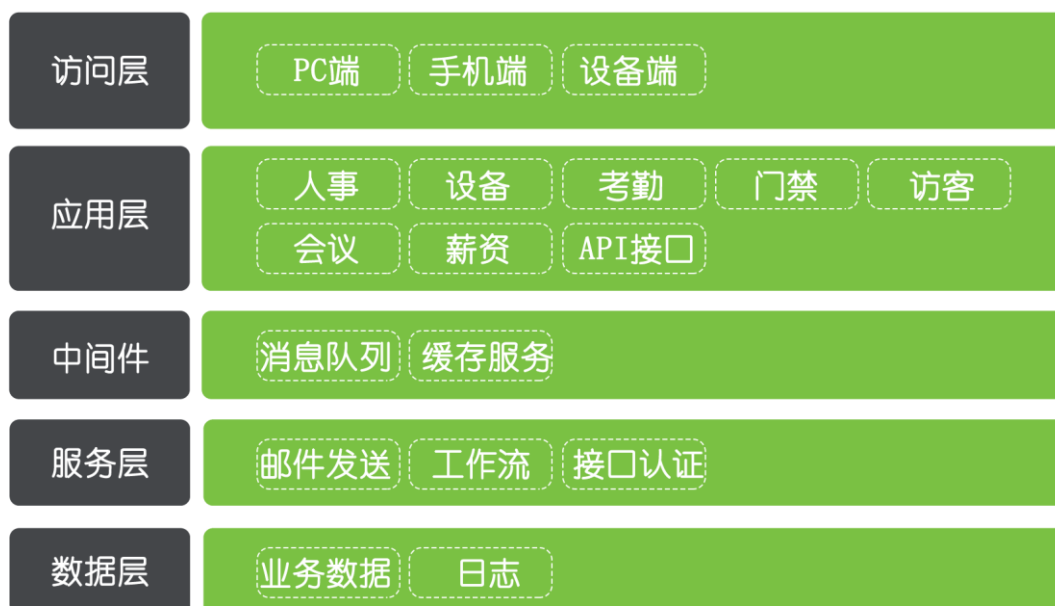 访问层
PC端 手机端 设备端
应用层
人事 设备 考勤 门禁 访客
会议 薪资 API接口
中间件
消息队列 缓存服务
服务层
邮件发送 工作流 接口认证
数据层
业务数据 日志